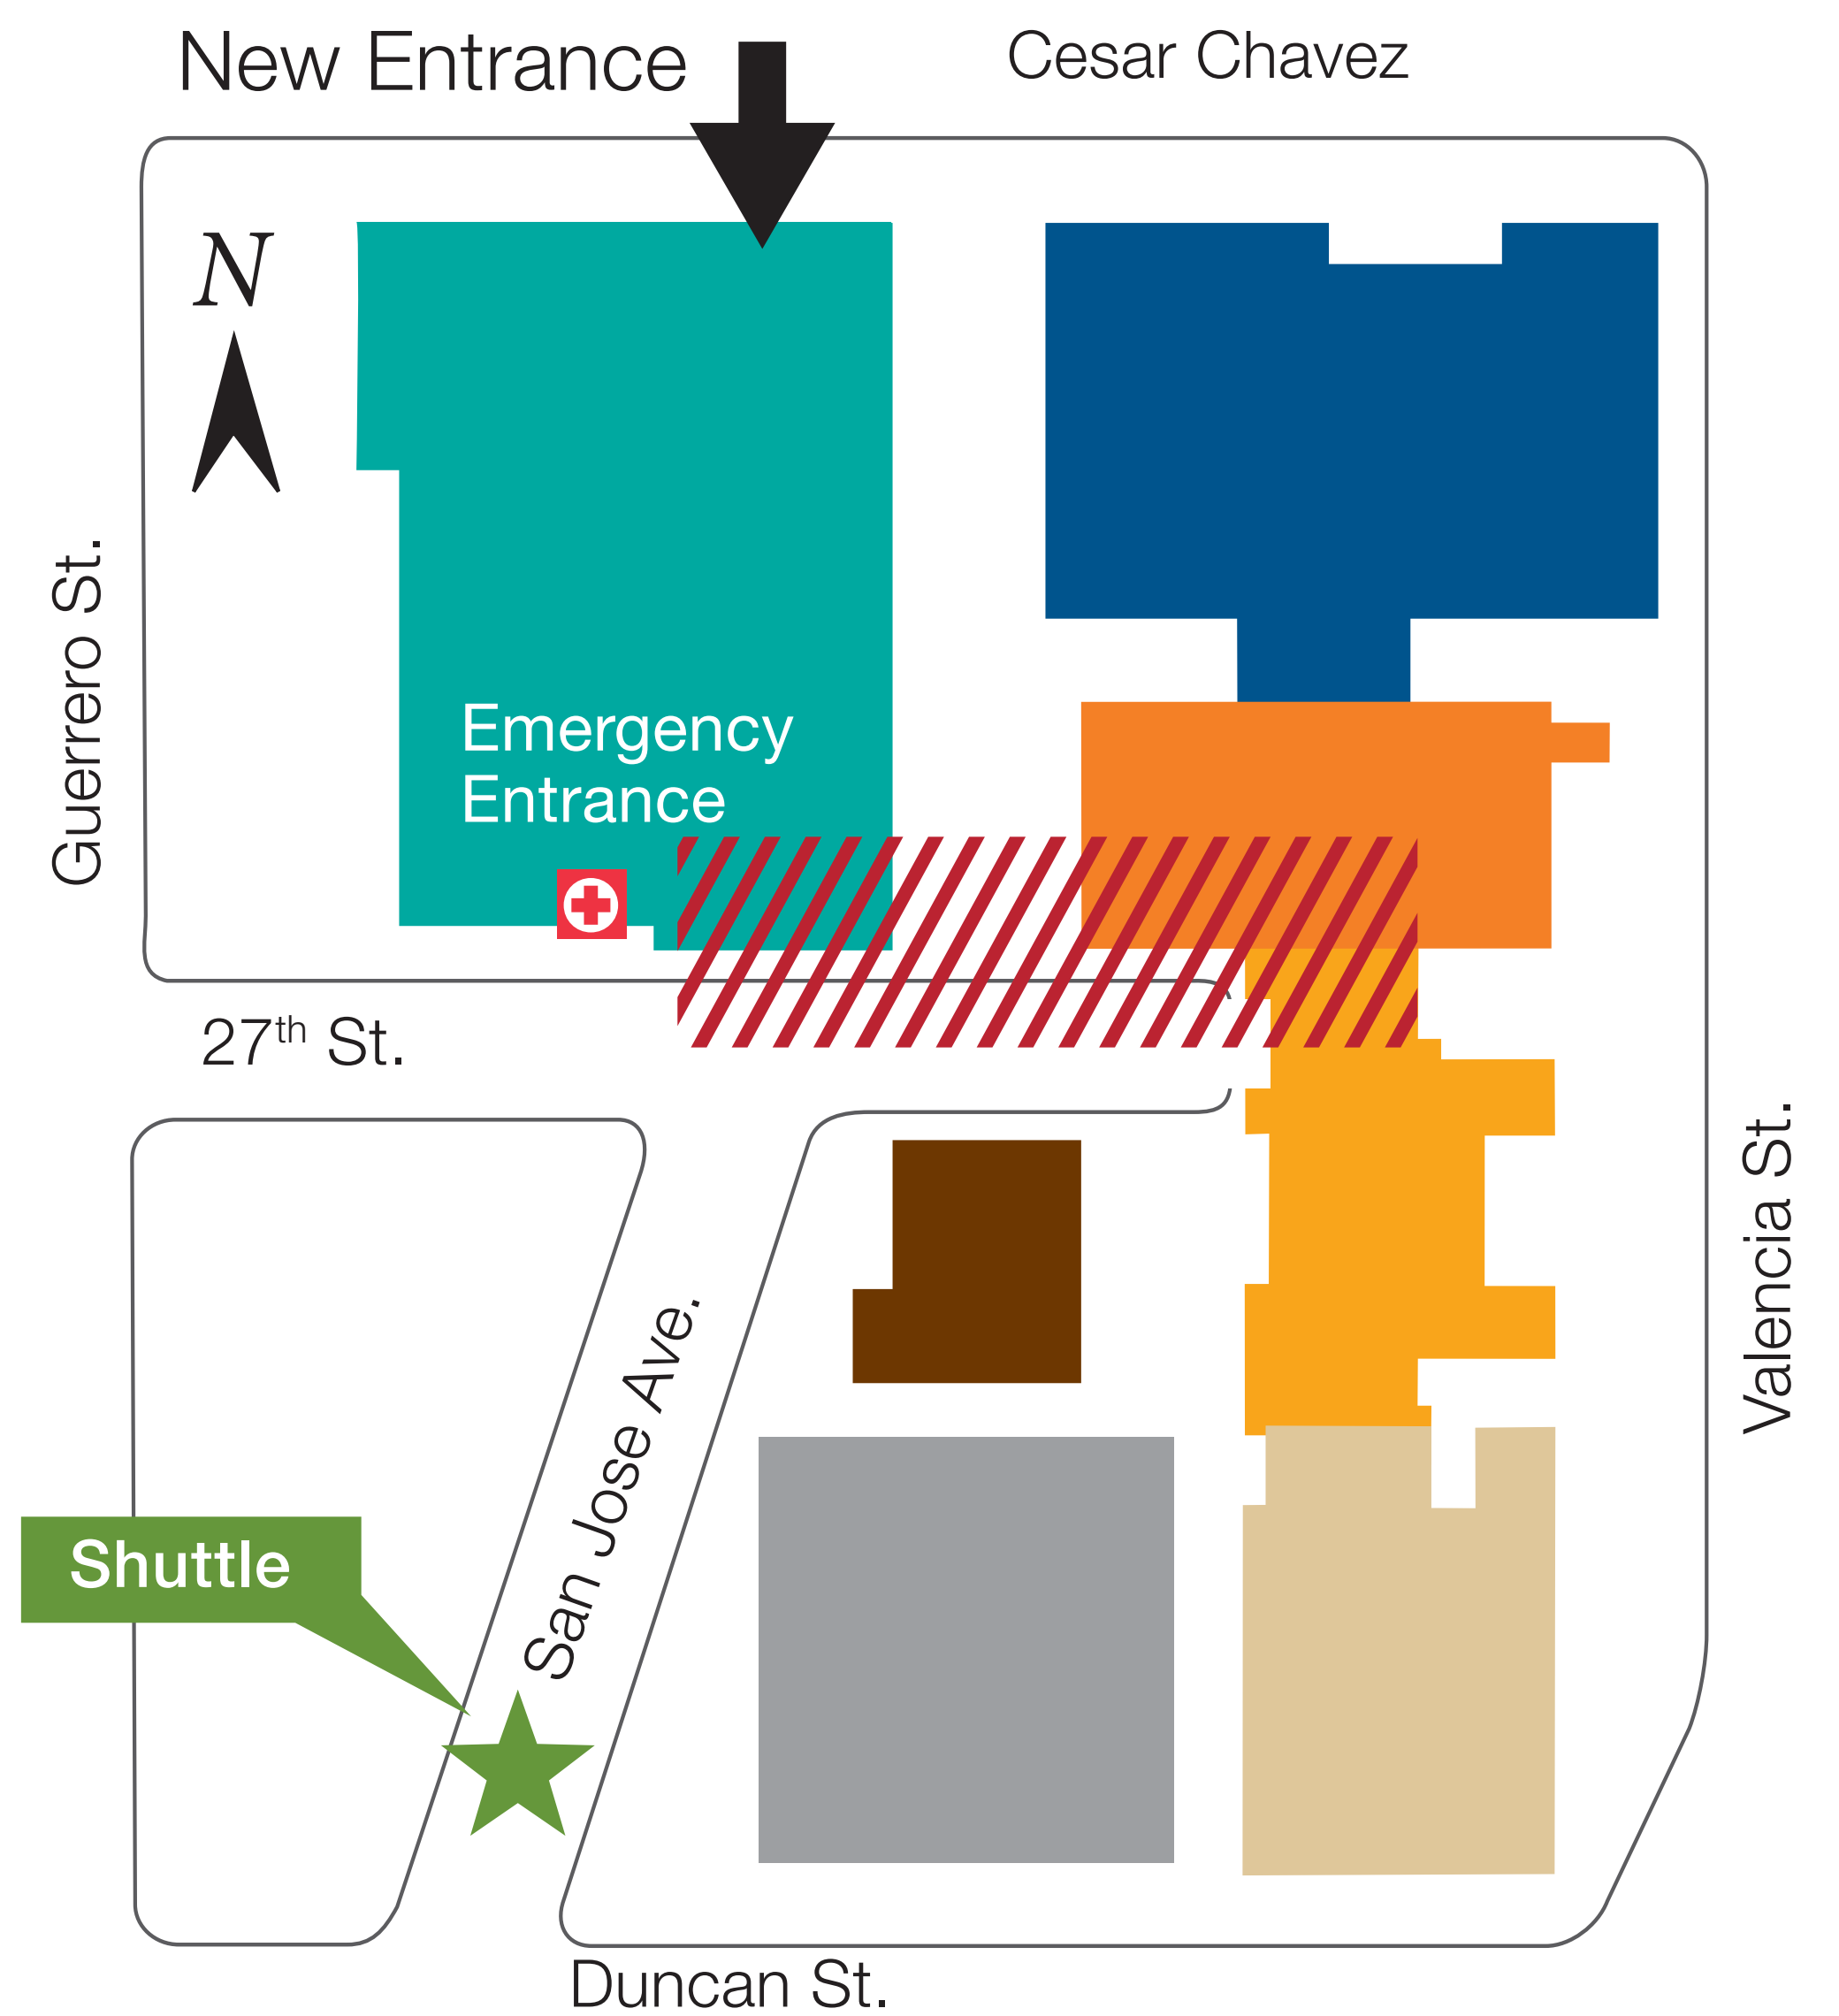 New Entrance
Cesar Chavez
N
Guerrero St.
Emergency
Entrance
27th St.
Valencia St.
San Jose Ave.
Shuttle
Duncan St.